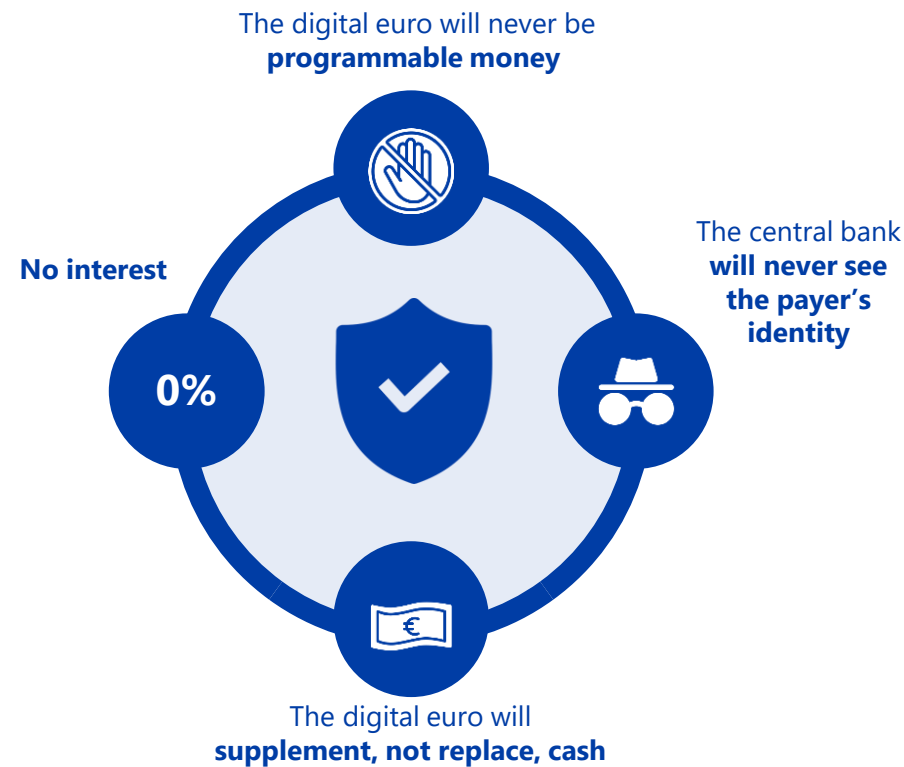 The digital euro will never be
programmable money
The central bank
will never see
the payer’s
identity
No interest
0%
€
The digital euro will
supplement, not replace, cash